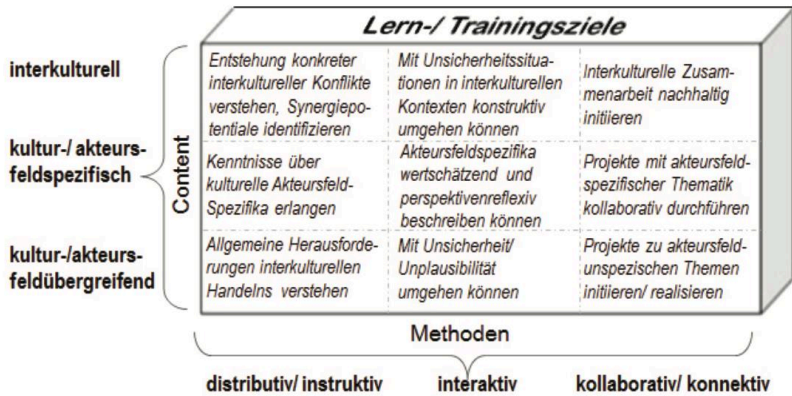 Lern-/ Trainingsziele
interkulturell
Entstehung konkreter
interkultureller Konflikte
verstehen, Synergiepo-
tentiale identifizieren
Mit Unsicherheitssitua-
tionen in interkulturellen
Kontexten konstruktiv
umgehen können
Interkulturelle Zusam-
menarbeit nachhaltig
initiieren
kultur-/ akteurs-
feldspezifisch
Content
Kenntnisse über
kulturelle Akteursfeld-
Spezifika erlangen
Akteursfeldspezifika
wertschätzend und
perspektivenreflexiv
beschreiben können
Projekte mit akteursfeld-
spezifischer Thematik
kollaborativ durchführen
kultur-/akteurs-
feldübergreifend
Allgemeine Herausforde-
rungen interkulturellen
Handelns verstehen
Mit Unsicherheit/
Unplausibilität
umgehen können
Projekte zu akteursfeld-
unspezischen Themen
initiieren/ realisieren
Methoden
distributiv/ instruktiv
interaktiv
kollaborativ/ konnektiv